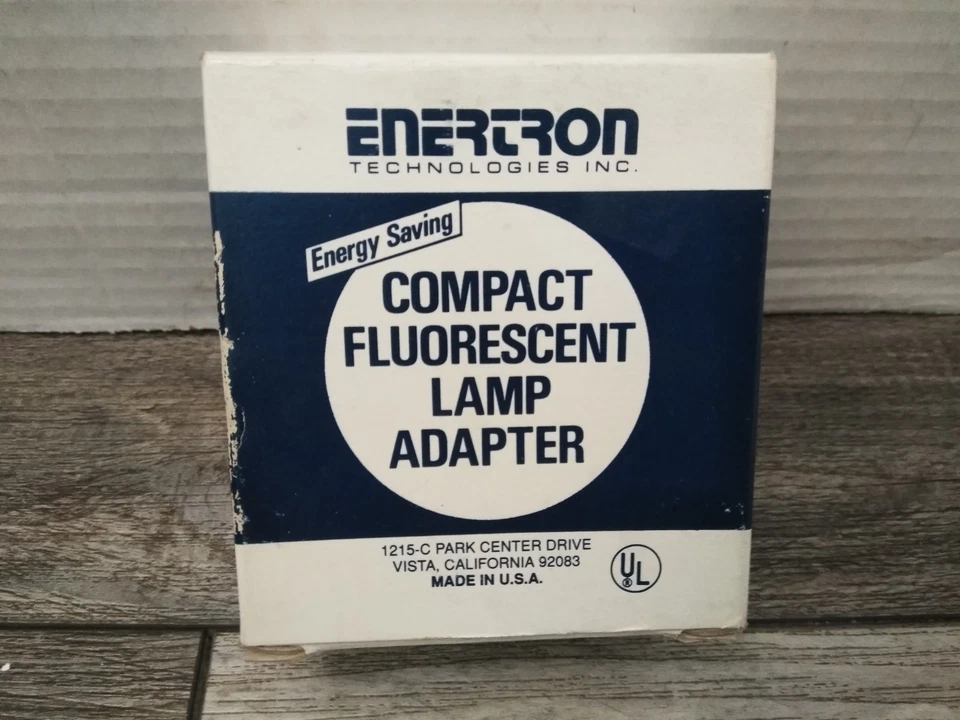 ENERTRON
TECHNOLOGIES INC.
Energy Saving
COMPACT
FLUORESCENT
LAMP
ADAPTER
1215-C PARK CENTER DRIVE
VISTA, CALIFORNIA 92083
MADE IN U.S.A.
UL®